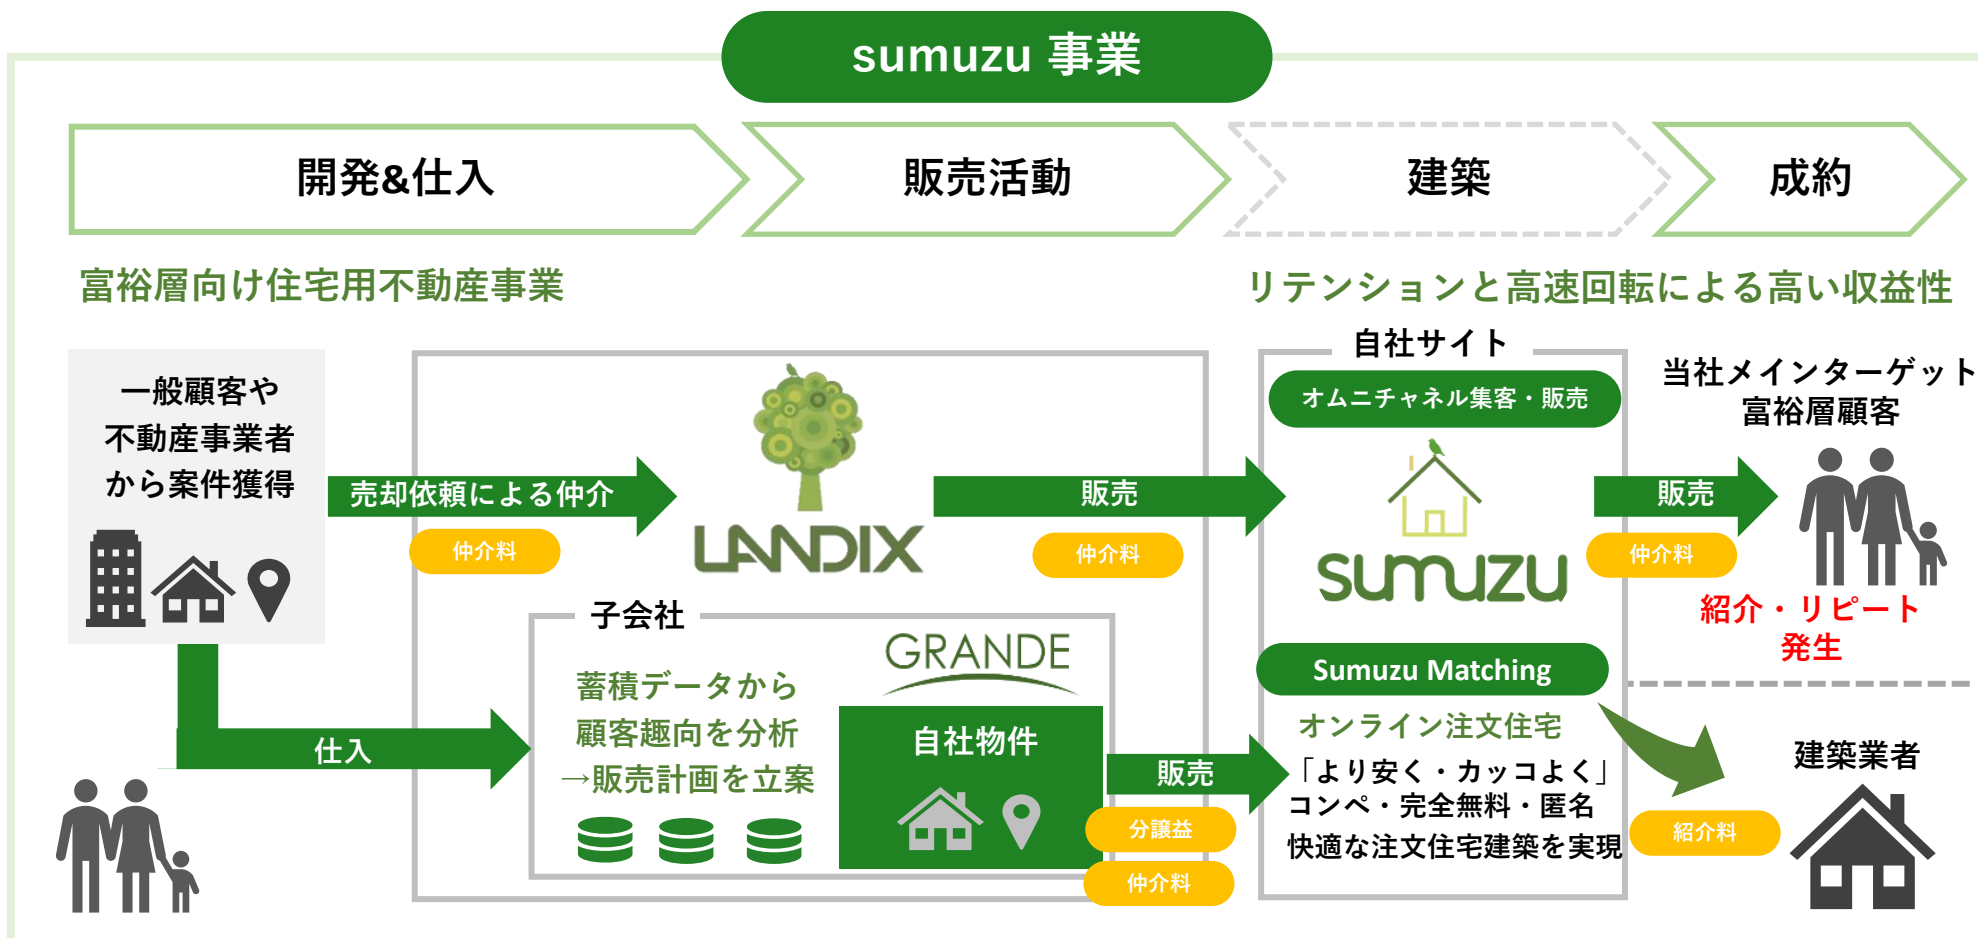 sumuzu 事業
開発&仕入
販売活動
建築
成約
富裕層向け住宅用不動産事業
リテンションと高速回転による高い収益性
一般顧客や
不動産事業者
から案件獲得
売却依頼による仲介
仲介料
LANDIX
販売
仲介料
自社サイト
オムニチャネル集客・販売
sumuzu
販売
仲介料
当社メインターゲット
富裕層顧客
紹介・リピート
発生
仕入
子会社
蓄積データから
顧客趣向を分析
→販売計画を立案
GRANDE
自社物件
販売
分譲益
仲介料
Sumuzu Matching
オンライン注文住宅
「より安く・カッコよく」
コンペ・完全無料・匿名
快適な注文住宅建築を実現
紹介料
建築業者